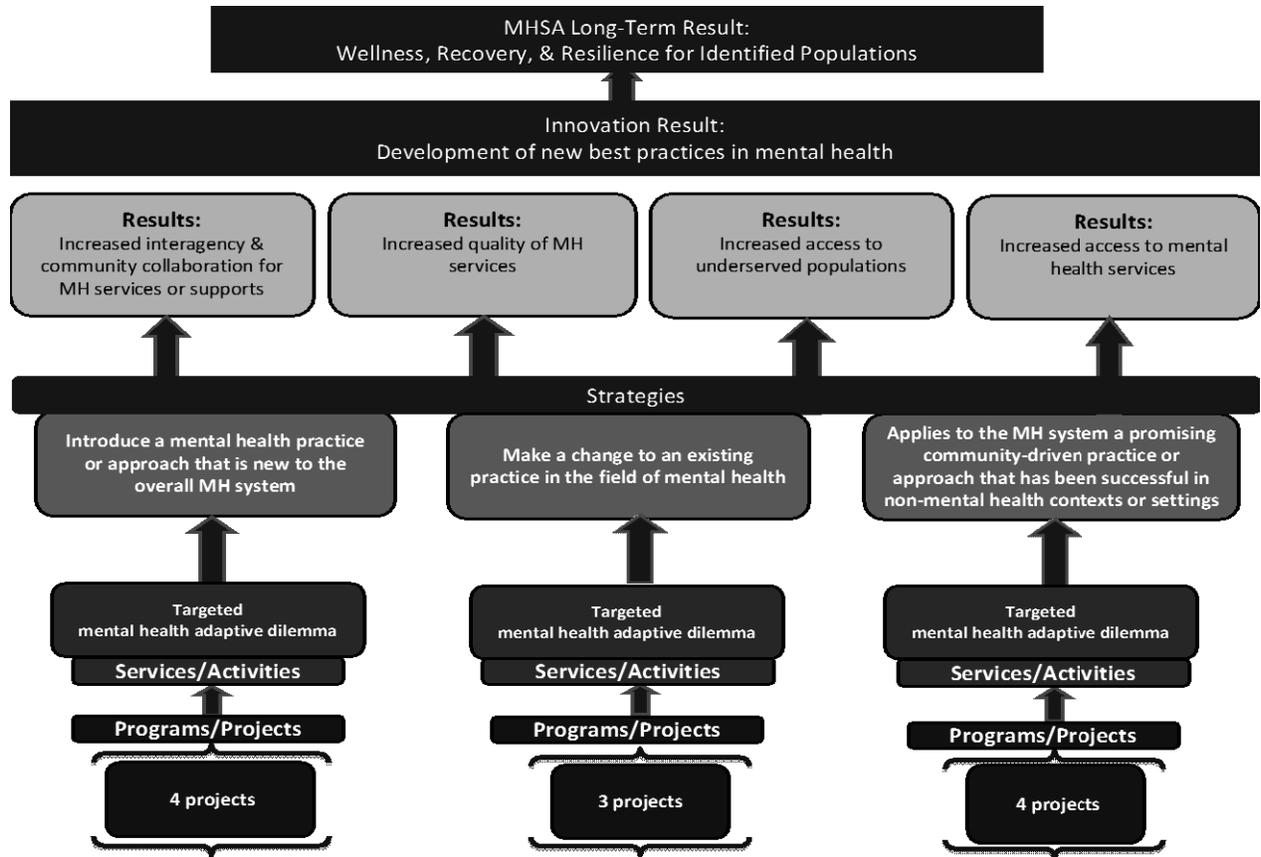 MHSA Long-Term Result:
Wellness, Recovery, & Resilience for Identified Populations
Innovation Result:
Development of new best practices in mental health
Results:
Increased interagency &
community collaboration for
MH services or supports
Results:
Increased quality of MH
services
Results:
Increased access to
underserved populations
Results:
Increased access to mental
health services
Strategies
Introduce a mental health practice
or approach that is new to the
overall MH system
Make a change to an existing
practice in the field of mental health
Applies to the MH system a promising
community-driven practice or
approach that has been successful in
non-mental health contexts or settings
Targeted
mental health adaptive dilemma
Services/Activities
Programs/Projects
4 projects
Targeted
mental health adaptive dilemma
Services/Activities
Programs/Projects
3 projects
Targeted
mental health adaptive dilemma
Services/Activities
Programs/Projects
4 projects